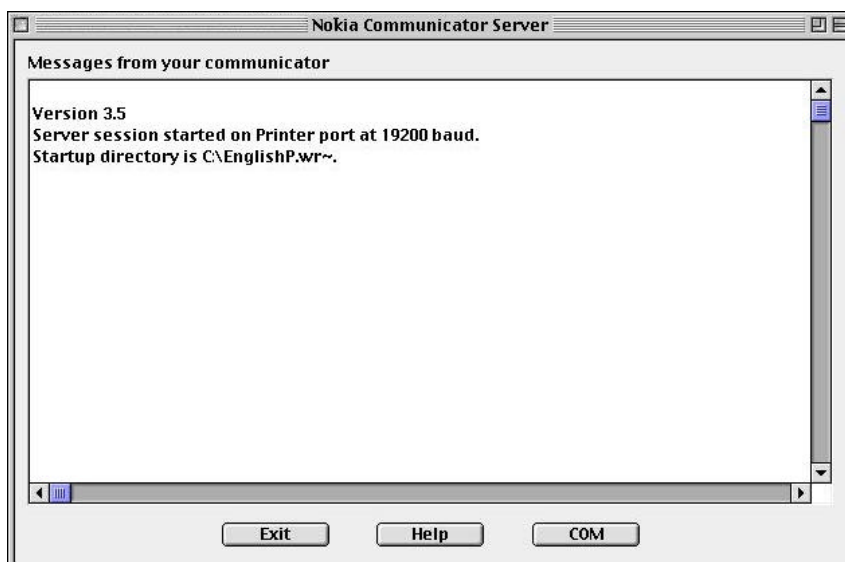 Nokia Communicator Server
Messages from your communicator
Version 3.5
Server session started on Printer port at 19200 baud.
Startup directory is C:\EnglishP.wr~.
Exit Help COM